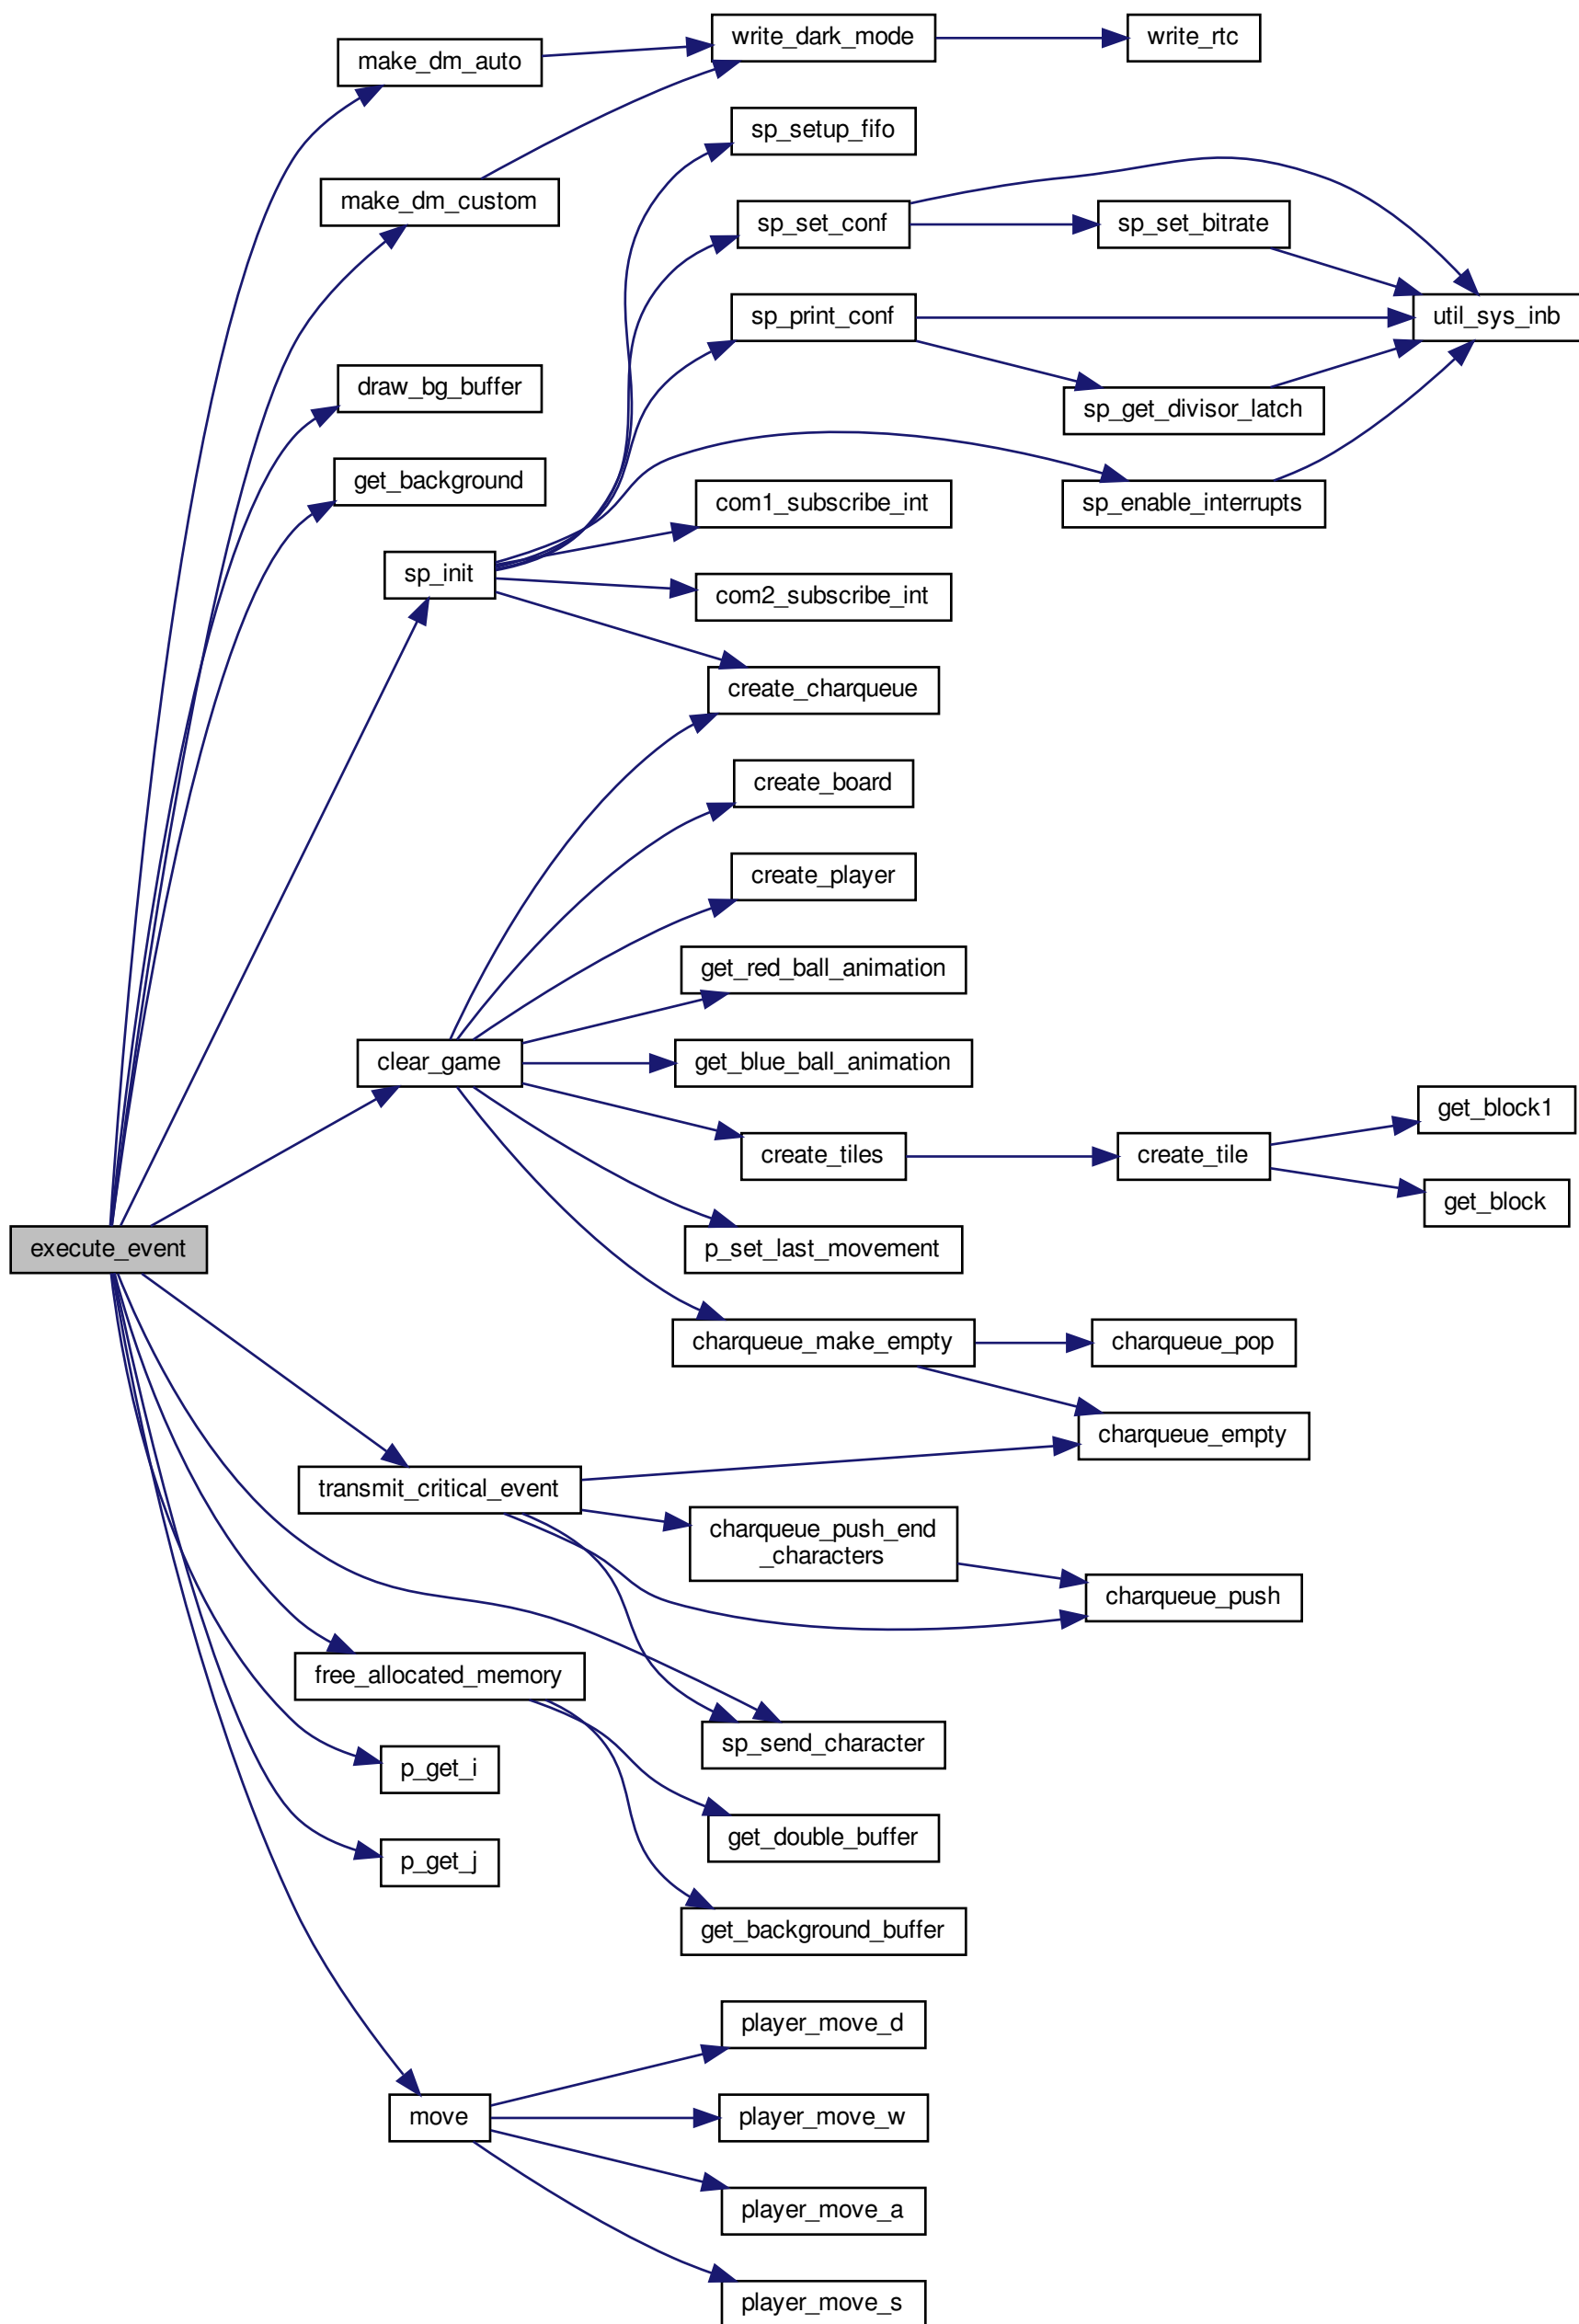 write_dark_mode
write_rtc
make_dm_auto
sp_setup_fifo
make_dm_custom
sp_set_conf
sp_set_bitrate
sp_print_conf
util_sys_inb
draw_bg_buffer
sp_get_divisor_latch
get_background
com1_subscribe_int
sp_enable_interrupts
sp_init
com2_subscribe_int
create_charqueue
create_board
create_player
get_red_ball_animation
clear_game
get_blue_ball_animation
get_block1
create_tiles
create_tile
get_block
execute_event
p_set_last_movement
charqueue_make_empty
charqueue_pop
charqueue_empty
transmit_critical_event
charqueue_push_end
_characters
charqueue_push
free_allocated_memory
sp_send_character
p_get_i
get_double_buffer
p_get_j
get_background_buffer
player_move_d
move
player_move_w
player_move_a
player_move_s